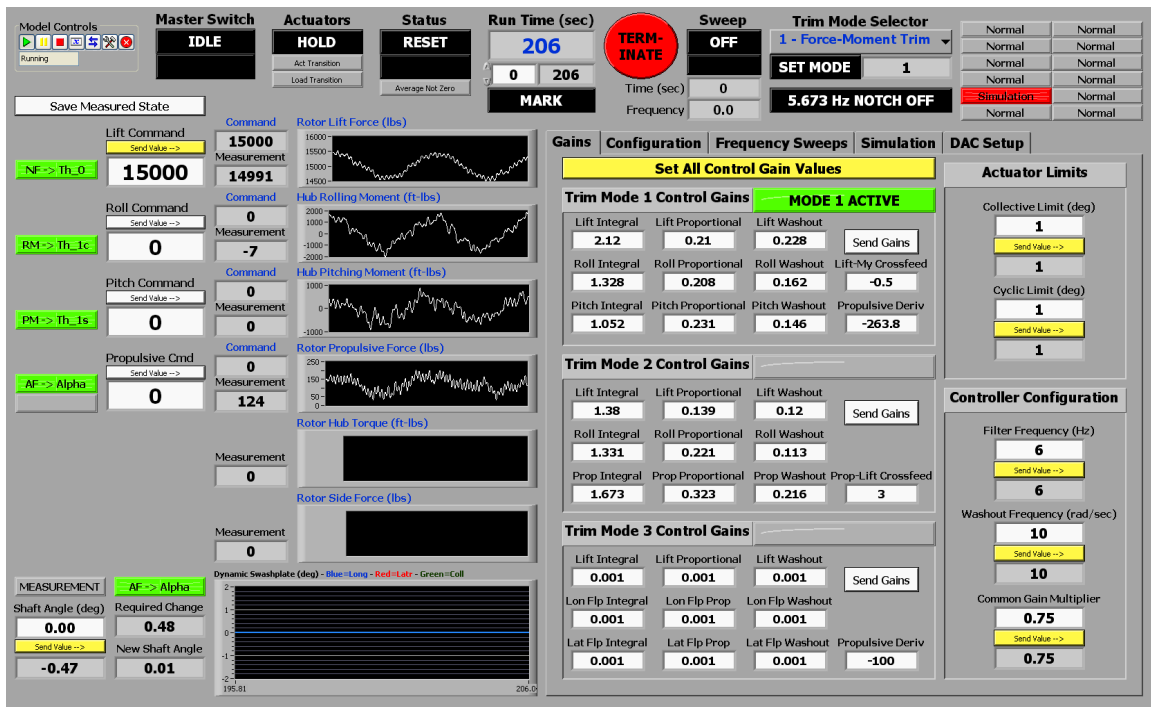 Model Controls
Running
Master Switch
IDLE
Actuators
HOLD
Act Transition
Load Transition
Status
RESET
Average Not Zero
Run Time (sec)
206
0 206
MARK
TERM-
INATE
Sweep
OFF
Time (sec) 0
Frequency 0.0
Trim Mode Selector
1 - Force-Moment Trim
SET MODE 1
5.673 Hz NOTCH OFF
Normal Normal
Normal Normal
Normal Normal
Normal Normal
Simulation Normal
Normal Normal
Save Measured State
Lift Command
Send Value -->
NF -> Th_0
15000
Command
15000
Measurement
14991
Rotor Lift Force (lbs)
16000
15500
15000
14500
Roll Command
Send Value -->
RM -> Th_1c
0
Command
0
Measurement
-7
Hub Rolling Moment (ft-lbs)
2000
1000
0
-1000
-2000
Pitch Command
Send Value -->
PM -> Th_1s
0
Command
0
Measurement
0
Hub Pitching Moment (ft-lbs)
1000
0
-1000
Propulsive Cmd
Send Value -->
AF -> Alpha
0
Command
0
Measurement
124
Rotor Propulsive Force (lbs)
250
150
50
0
Rotor Hub Torque (ft-lbs)
Measurement
0
Rotor Side Force (lbs)
Measurement
0
MEASUREMENT
AF -> Alpha
Shaft Angle (deg)
0.00
Send Value -->
-0.47
Required Change
0.48
New Shaft Angle
0.01
Dynamic Swashplate (deg) - Blue=Long - Red=Latr - Green=Coll
2
1
0
-1
-2
195.81 206.0
Gains Configuration Frequency Sweeps Simulation DAC Setup
Set All Control Gain Values
Trim Mode 1 Control Gains MODE 1 ACTIVE
Lift Integral Lift Proportional Lift Washout
2.12 0.21 0.228 Send Gains
Roll Integral Roll Proportional Roll Washout Lift-My Crossfeed
1.328 0.208 0.162 -0.5
Pitch Integral Pitch Proportional Pitch Washout Propulsive Deriv
1.052 0.231 0.146 -263.8
Trim Mode 2 Control Gains
Lift Integral Lift Proportional Lift Washout
1.38 0.139 0.12 Send Gains
Roll Integral Roll Proportional Roll Washout
1.331 0.221 0.113
Prop Integral Prop Proportional Prop Washout Prop-Lift Crossfeed
1.673 0.323 0.216 3
Trim Mode 3 Control Gains
Lift Integral Lift Proportional Lift Washout
0.001 0.001 0.001 Send Gains
Lon Flp Integral Lon Flp Prop Lon Flp Washout
0.001 0.001 0.001
Lat Flp Integral Lat Flp Prop Lat Flp Washout Propulsive Deriv
0.001 0.001 0.001 -100
Actuator Limits
Collective Limit (deg)
1
Send Value -->
1
Cyclic Limit (deg)
1
Send Value -->
1
Controller Configuration
Filter Frequency (Hz)
6
Send Value -->
6
Washout Frequency (rad/sec)
10
Send Value -->
10
Common Gain Multiplier
0.75
Send Value -->
0.75